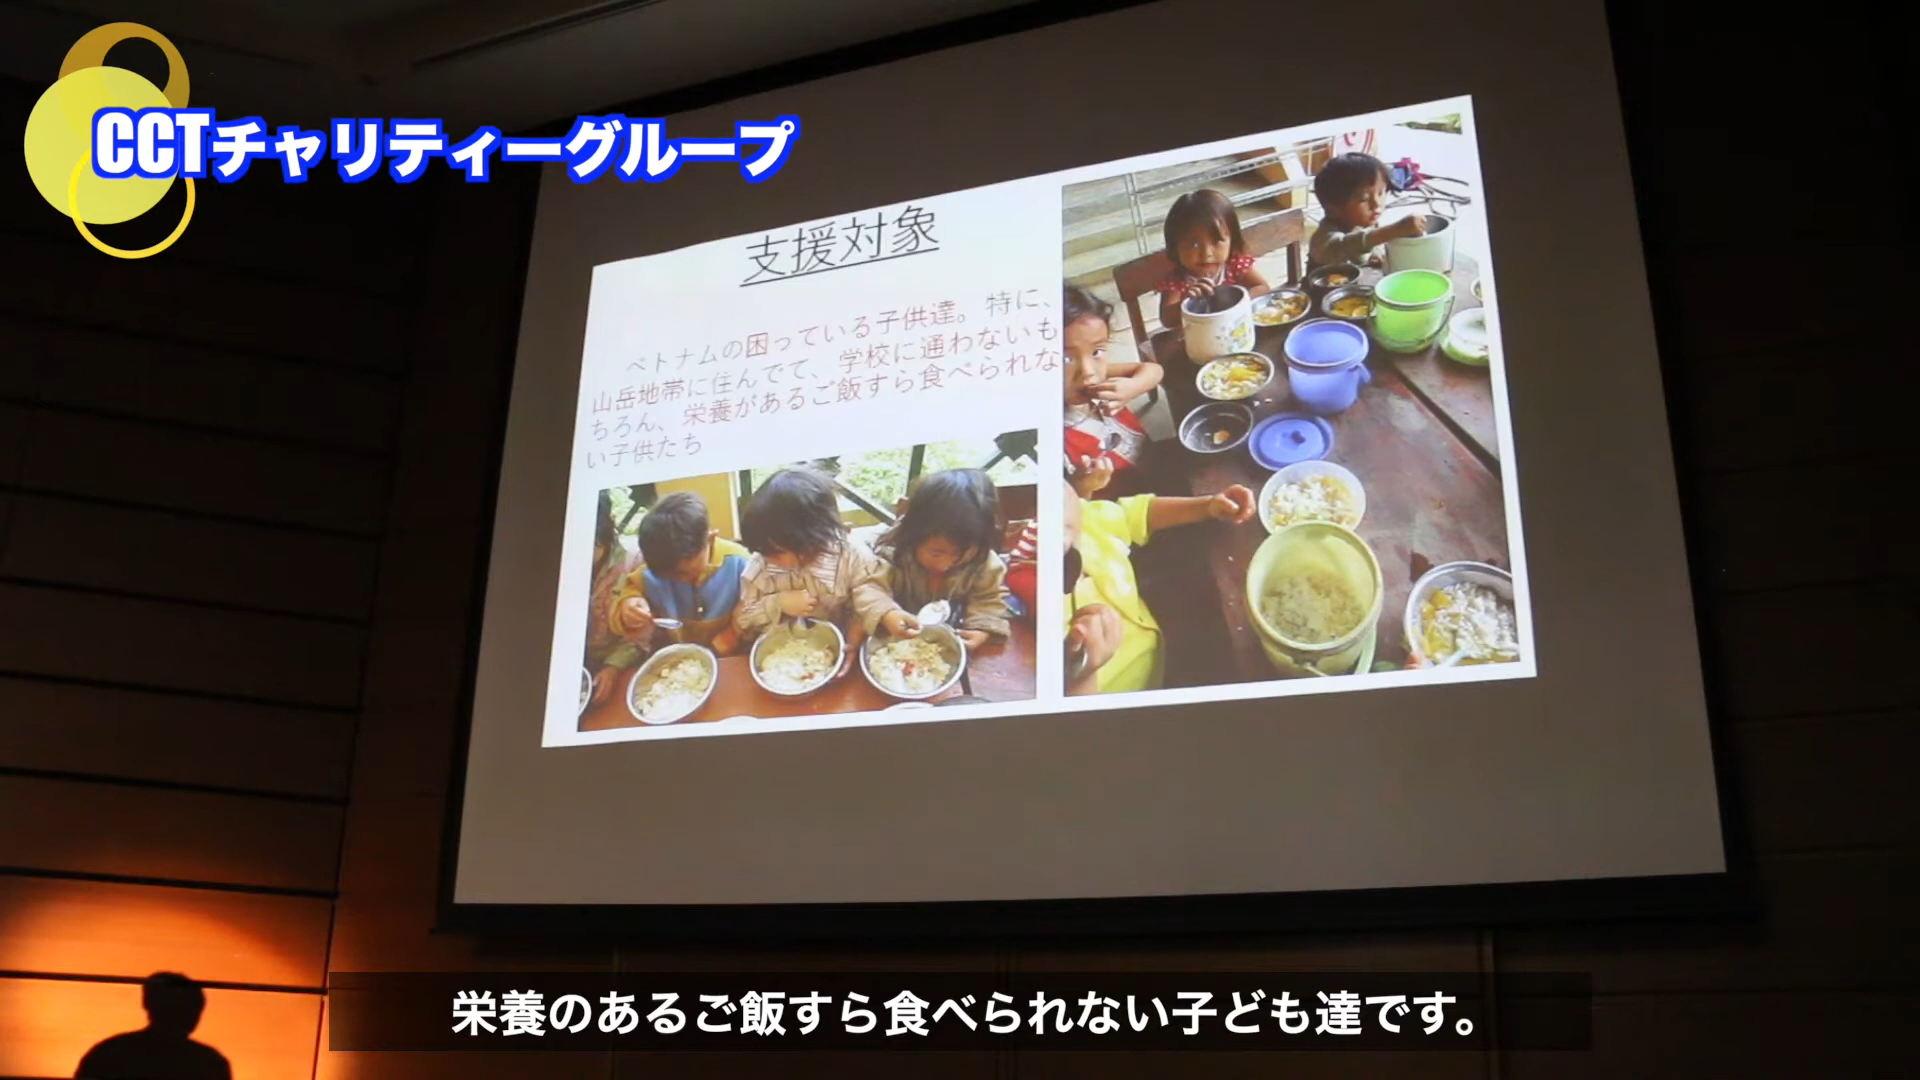 CCTチャリティーグループ
支援対象
ベトナムの困っている子供達。特に、
山岳地帯に住んでて、学校に通わないも
ちろん、栄養があるご飯すら食べられな
い子供たち
栄養のあるご飯すら食べられない子ども達です。